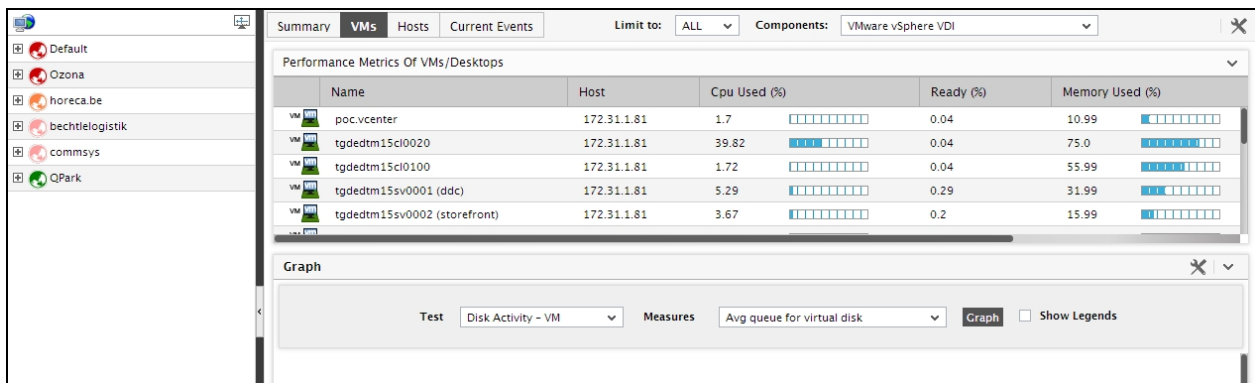 Summary VMs Hosts Current Events Limit to: ALL Components: VMware vSphere VDI
Default
Ozona
horeca.be
bechtlelogistik
commsys
QPark
Performance Metrics Of VMs/Desktops
Name Host Cpu Used (%) Ready (%) Memory Used (%)
VM poc.vcenter 172.31.1.81 1.7 0.04 10.99
VM tgdedtm15cl0020 172.31.1.81 39.82 0.04 75.0
VM tgdedtm15cl0100 172.31.1.81 1.72 0.04 55.99
VM tgdedtm15sv0001 (ddc) 172.31.1.81 5.29 0.29 31.99
VM tgdedtm15sv0002 (storefront) 172.31.1.81 3.67 0.2 15.99
Graph
Test Disk Activity - VM Measures Avg queue for virtual disk Graph Show Legends